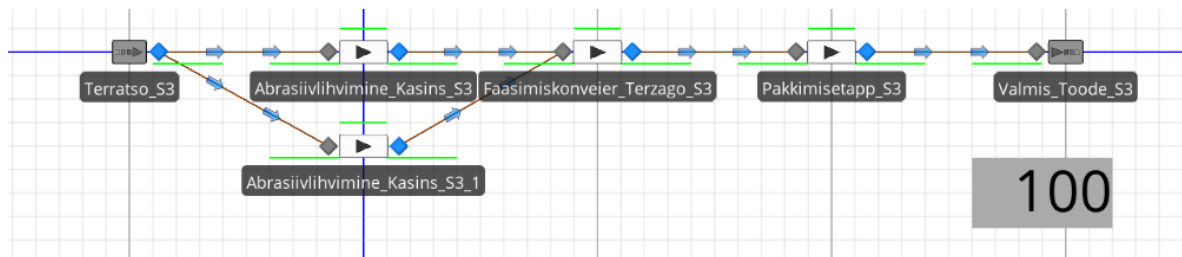 Terratso_S3
Abrasiivlihvimine_Kasins_S3
Faasimiskonveier_Terzago_S3
Pakkimisetapp_S3
Valmis_Toode_S3
Abrasiivlihvimine_Kasins_S3_1
100